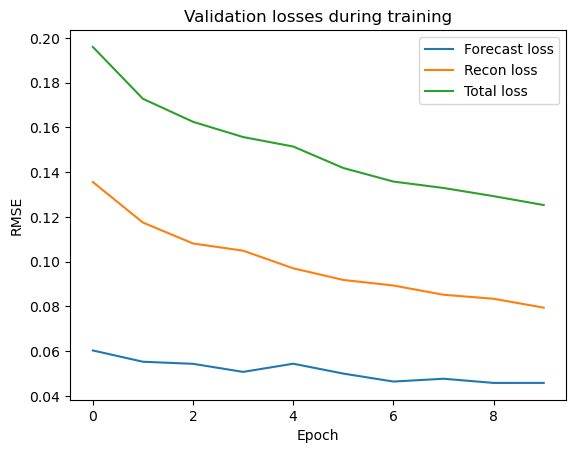 Validation losses during training
0.20
0.18
0.16
0.14
0.12
0.10
0.08
0.06
0.04
RMSE
Forecast loss
Recon loss
Total loss
0 2 4 6 8
Epoch